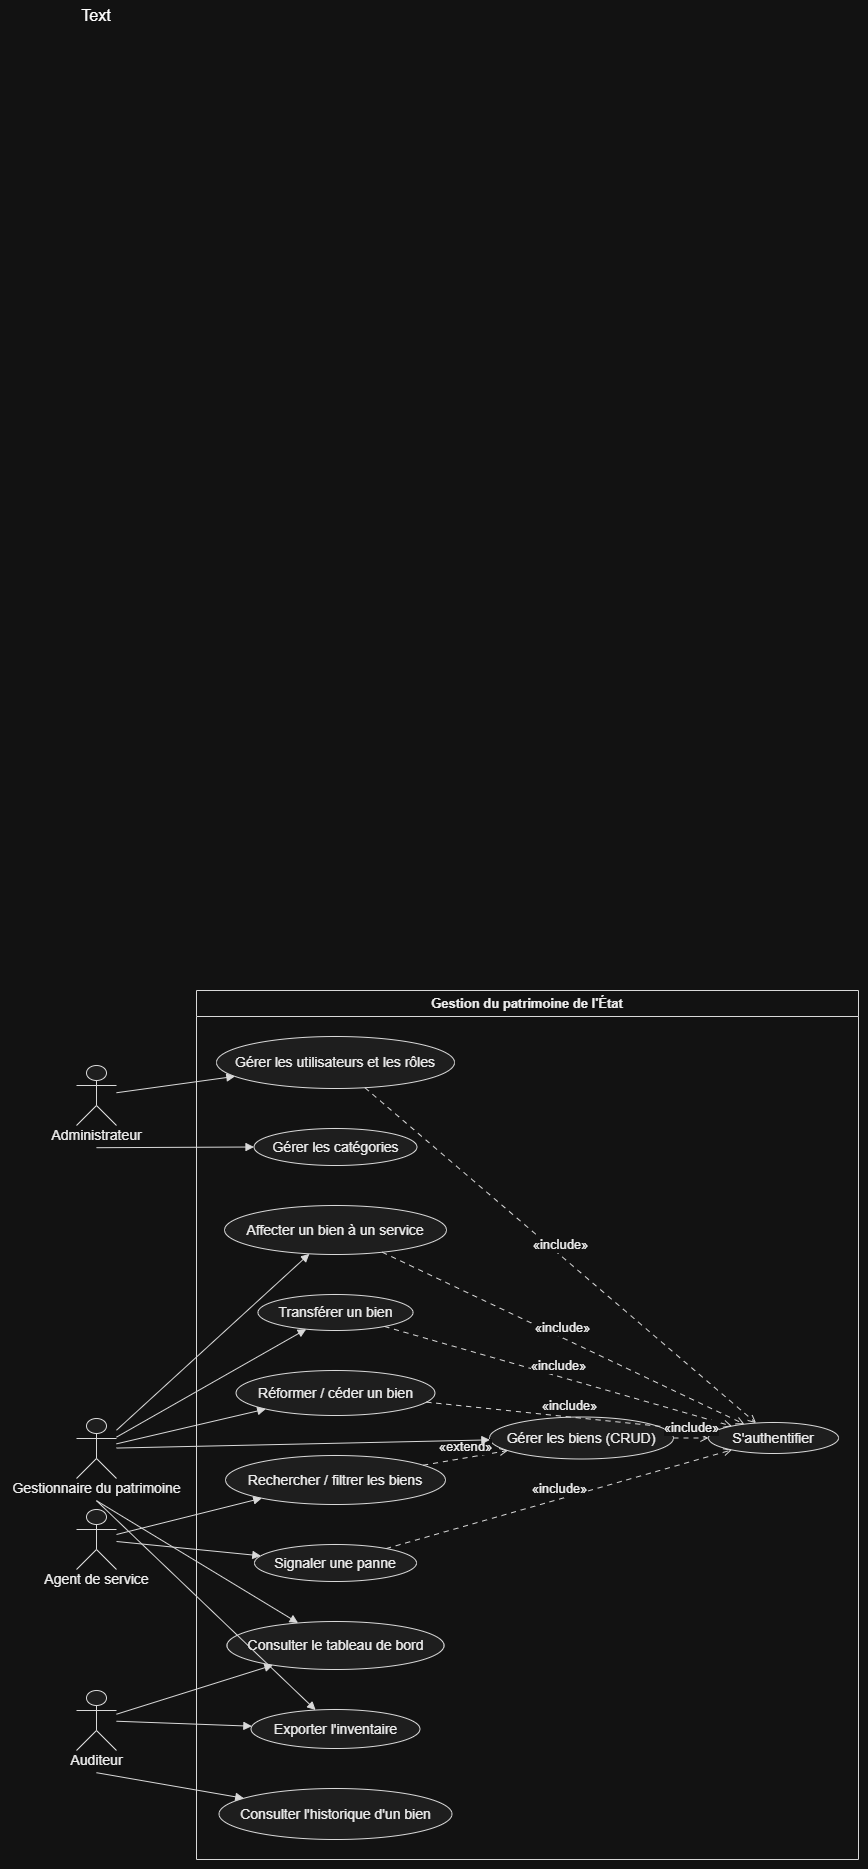 Text
Gestion du patrimoine de l'État
Gérer les utilisateurs et les rôles
Administrateur
Gérer les catégories
Affecter un bien à un service
«include»
Transférer un bien
«include»
«include»
Réformer / céder un bien
«include»
«include»
Gérer les biens (CRUD)
S'authentifier
«extend»
Rechercher / filtrer les biens
Gestionnaire du patrimoine
«include»
Signaler une panne
Agent de service
Consulter le tableau de bord
Exporter l'inventaire
Auditeur
Consulter l'historique d'un bien